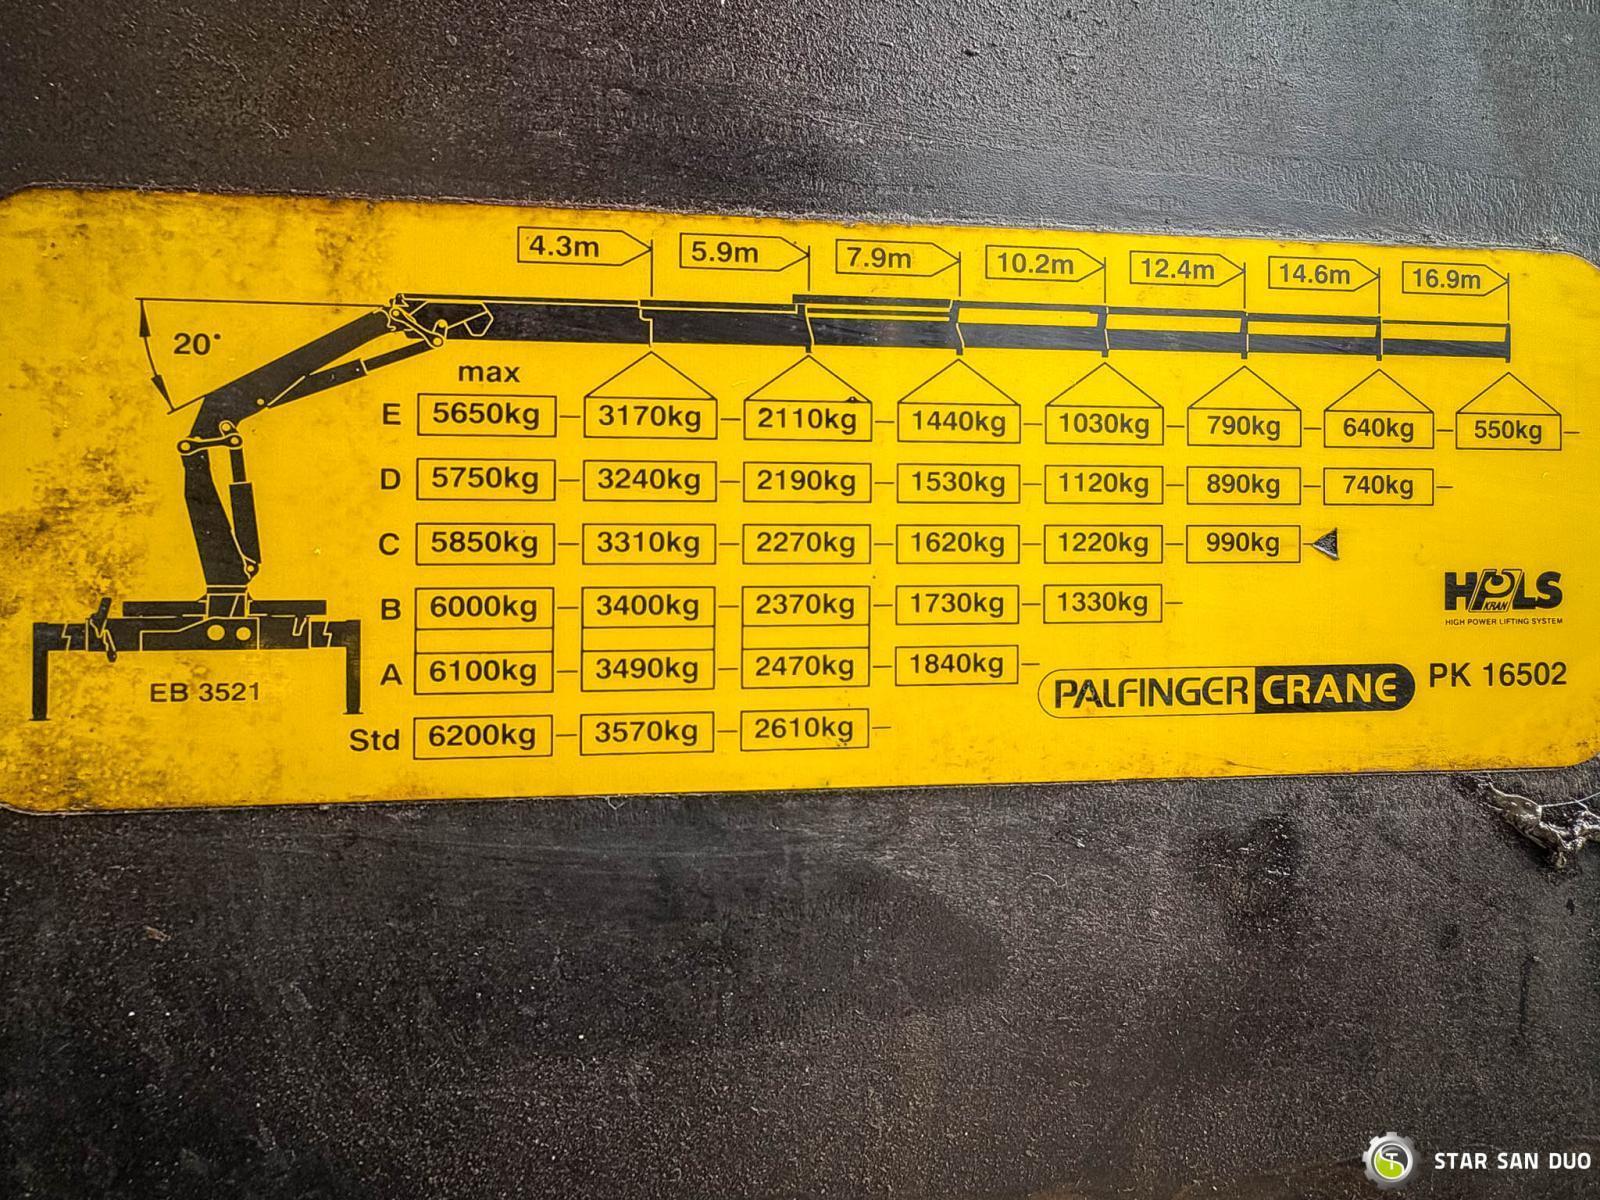 4.3m 5.9m 7.9m 10.2m 12.4m 14.6m 16.9m
20°
max
E 5650kg 3170kg 2110kg 1440kg 1030kg 790kg 640kg 550kg
D 5750kg 3240kg 2190kg 1530kg 1120kg 890kg 740kg
C 5850kg 3310kg 2270kg 1620kg 1220kg 990kg
B 6000kg 3400kg 2370kg 1730kg 1330kg
A 6100kg 3490kg 2470kg 1840kg
Std 6200kg 3570kg 2610kg
EB 3521
HPLS
KRAN
HIGH POWER LIFTING SYSTEM
PALFINGER CRANE PK 16502
STAR SAN DUO